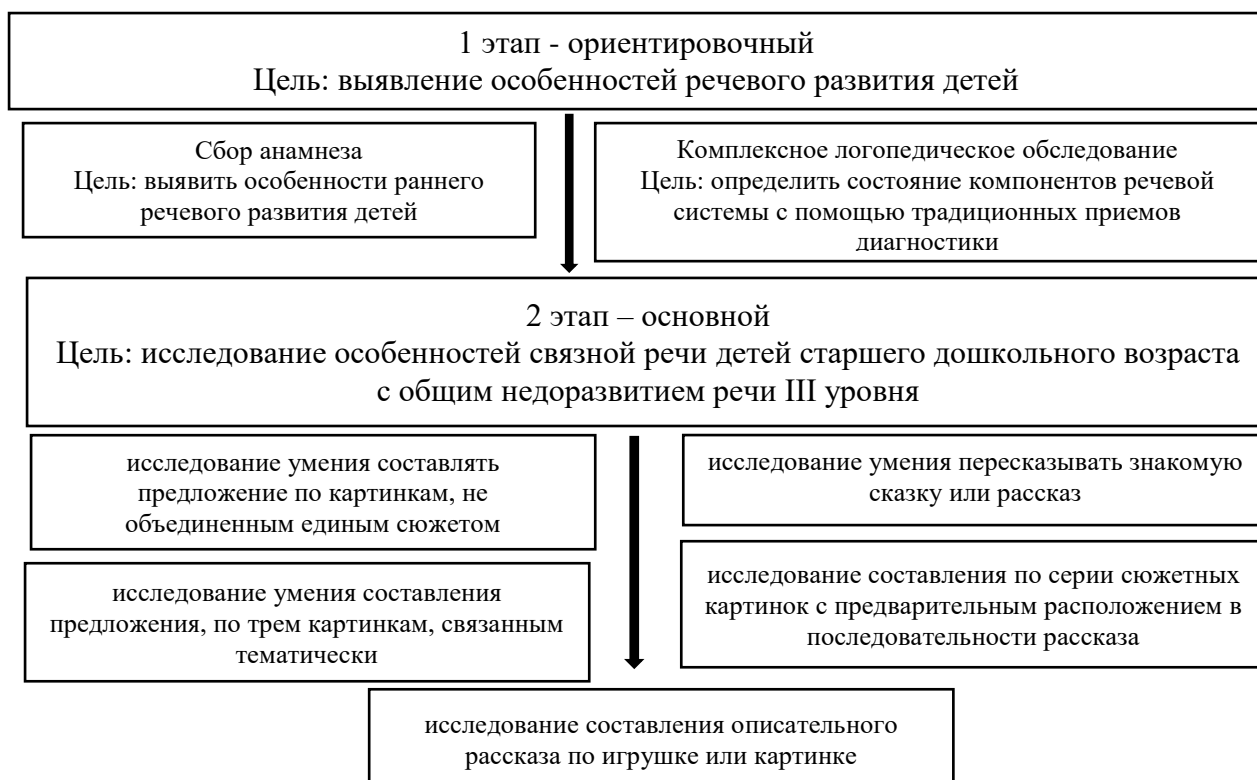 1 этап - ориентировочный
Цель: выявление особенностей речевого развития детей
Сбор анамнеза
Цель: выявить особенности раннего
речевого развития детей
Комплексное логопедическое обследование
Цель: определить состояние компонентов речевой
системы с помощью традиционных приемов
диагностики
2 этап – основной
Цель: исследование особенностей связной речи детей старшего дошкольного возраста
с общим недоразвитием речи III уровня
исследование умения составлять
предложение по картинкам, не
объединенным единым сюжетом
исследование умения пересказывать знакомую
сказку или рассказ
исследование умения составления
предложения, по трем картинкам, связанным
тематически
исследование составления по серии сюжетных
картинок с предварительным расположением в
последовательности рассказа
исследование составления описательного
рассказа по игрушке или картинке